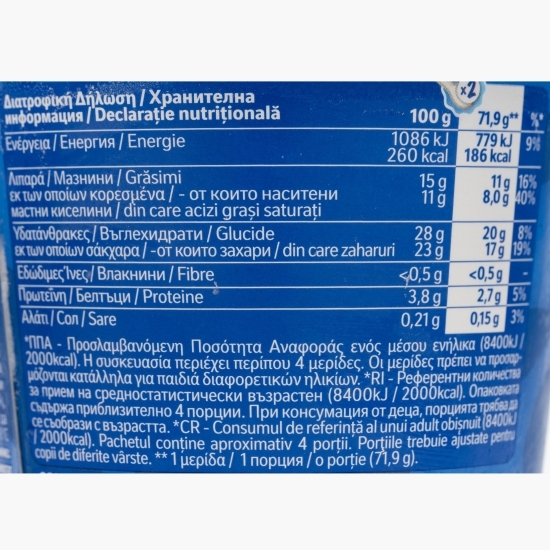 x2
Διατροφική Δήλωση / Хранителна
информация / Declarație nutrițională 100 g 71,9 g** %*
Ενέργεια / Енергия / Energie 1086 kJ 779 kJ 9%
260 kcal 186 kcal
Λιπαρά / Мазнини / Grăsimi 15 g 11 g 16%
εκ των οποίων κορεσμένα / - от които наситени 11 g 8,0 g 40%
мастни киселини / din care acizi grași saturați
Υδατάνθρακες / Въглехидрати / Glucide 28 g 20 g 8%
εκ των οποίων σάκχαρα / -от които захари / din care zaharuri 23 g 17 g 19%
Εδώδιμες Ίνες/ Влакнини / Fibre <0,5 g <0,5 g -
Πρωτεΐνη / Белтъци / Proteine 3,8 g 2,7 g 5%
Αλάτι / Сол / Sare 0,21 g 0,15 g 3%
*ΠΠΑ - Προσλαμβανόμενη Ποσότητα Αναφοράς ενός μέσου ενήλικα (8400kJ /
2000kcal). Η συσκευασία περιέχει περίπου 4 μερίδες. Οι μερίδες πρέπει να προσαρ-
μόζονται κατάλληλα για παιδιά διαφορετικών ηλικίων. *RI - Референтни количества
за прием на средностатистически възрастен (8400kJ / 2000kcal). Опаковката
съдържа приблизително 4 порции. При консумация от деца, порцията трябва да
се съобрази с възрастта. *CR - Consumul de referință al unui adult obișnuit (8400kJ
/ 2000kcal). Pachetul conține aproximativ 4 porții. Porțiile trebuie ajustate pentru
copii de diferite vârste. ** 1 μερίδα / 1 порция / o porție (71,9 g).